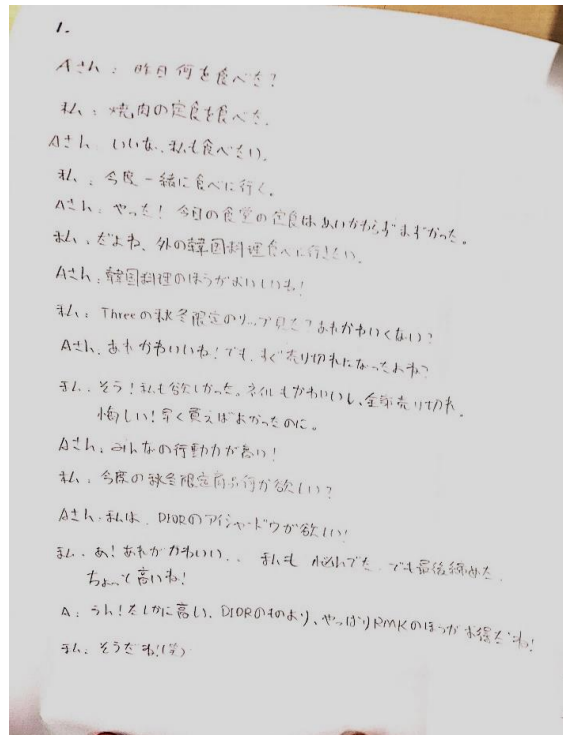 1.
Aさん：昨日何を食べた？
私：焼肉の定食を食べた。
Aさん：いいな、私も食べたい。
私：今度一緒に食べに行く。
Aさん：やった！今日の食堂の定食はあいかわらずまずかった。
私：だよね、外の韓国料理食べに行きたい。
Aさん：韓国料理のほうがおいしいね！
私：Threeの秋冬限定のリップ見た？あれかわいくない？
Aさん：あれかわいいね！でも、すぐ売り切れになったよね？
私：そう！私も欲しかった。ネイルもかわいいし、全部売り切れ。
悔しい！早く買えばよかったのに。
Aさん：みんなの行動力が高い！
私：今度の秋冬限定商品何が欲しい？
Aさん：私は、DIORのアイシャードウが欲しい！
私：あ！あれがかわいい．．私も悩んでた．でも最後締めた．
ちょっと高いね！
A：うん！たしかに高い、DIORのものより、やっぱりRMKのほうがお得だね！
私：そうだね！(笑)